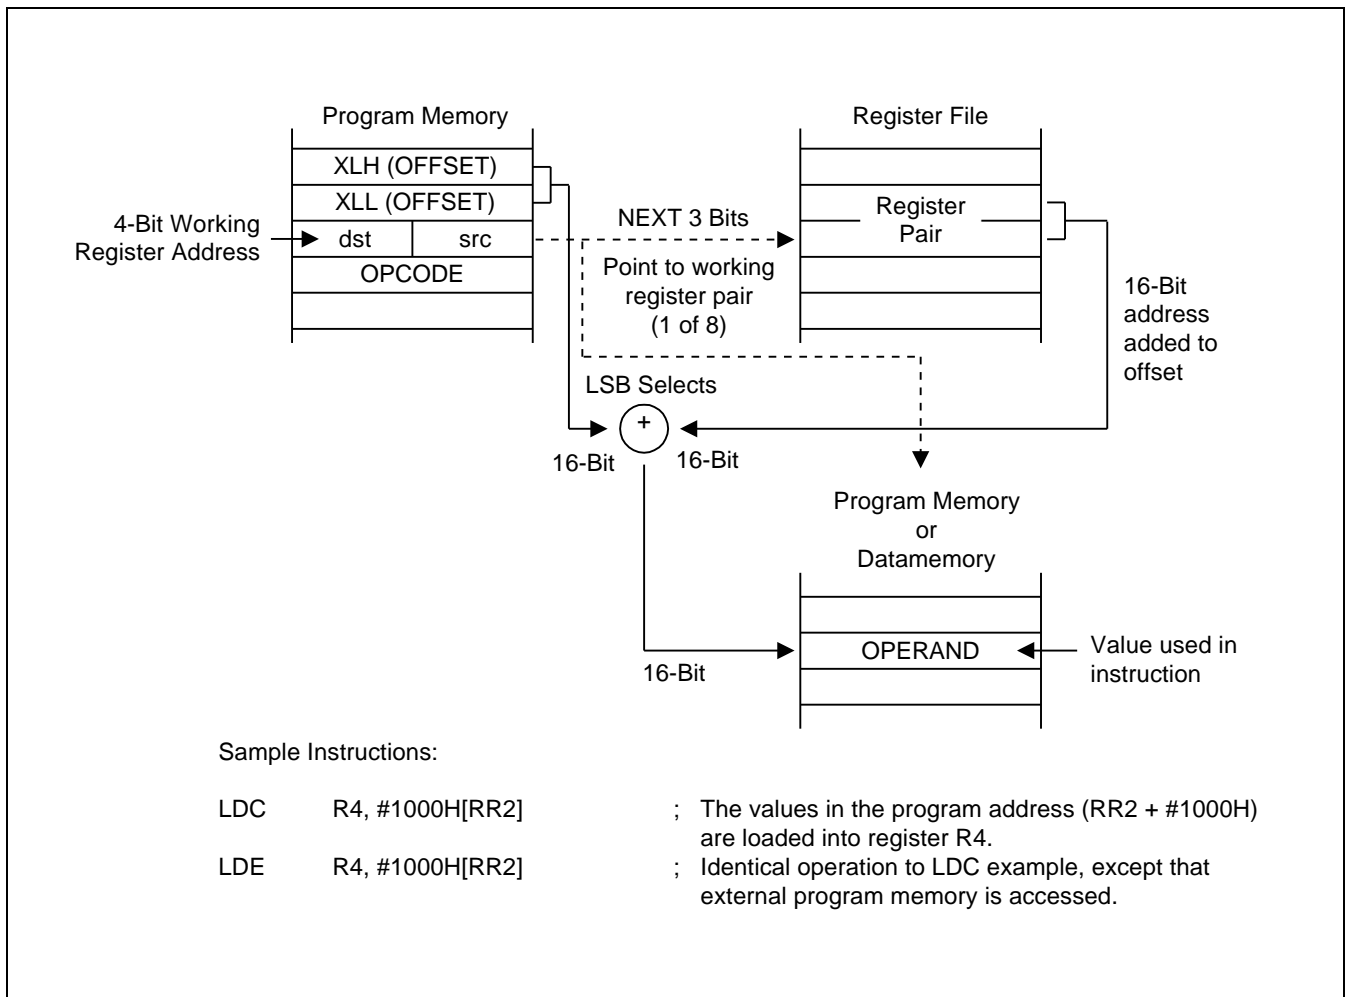 Program Memory
Register File
XLH (OFFSET)
XLL (OFFSET)
4-Bit Working
Register Address
dst
src
OPCODE
NEXT 3 Bits
Point to working
register pair
(1 of 8)
Register
Pair
16-Bit
address
added to
offset
LSB Selects
+
16-Bit
16-Bit
Program Memory
or
Datamemory
OPERAND
Value used in
instruction
16-Bit
Sample Instructions:
LDC R4, #1000H[RR2] ; The values in the program address (RR2 + #1000H)
are loaded into register R4.
LDE R4, #1000H[RR2] ; Identical operation to LDC example, except that
external program memory is accessed.